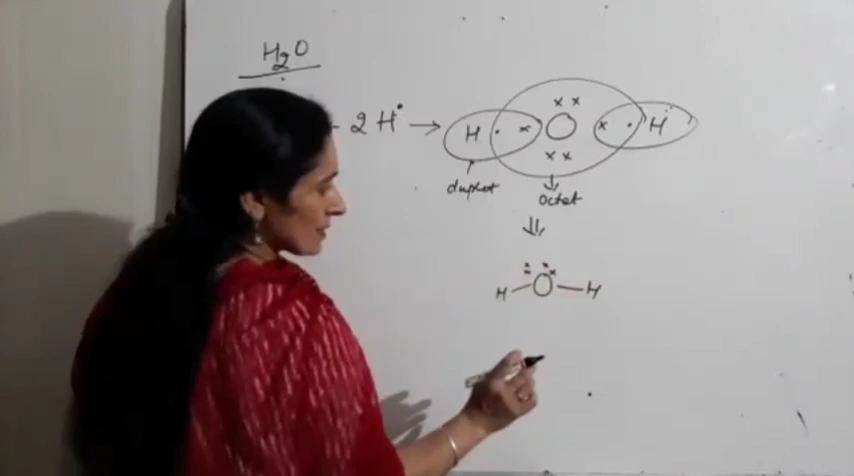 H₂O
2 H• → H • × O × • H
× ×
× ×
duplet
Octet
⇓
H — O — H